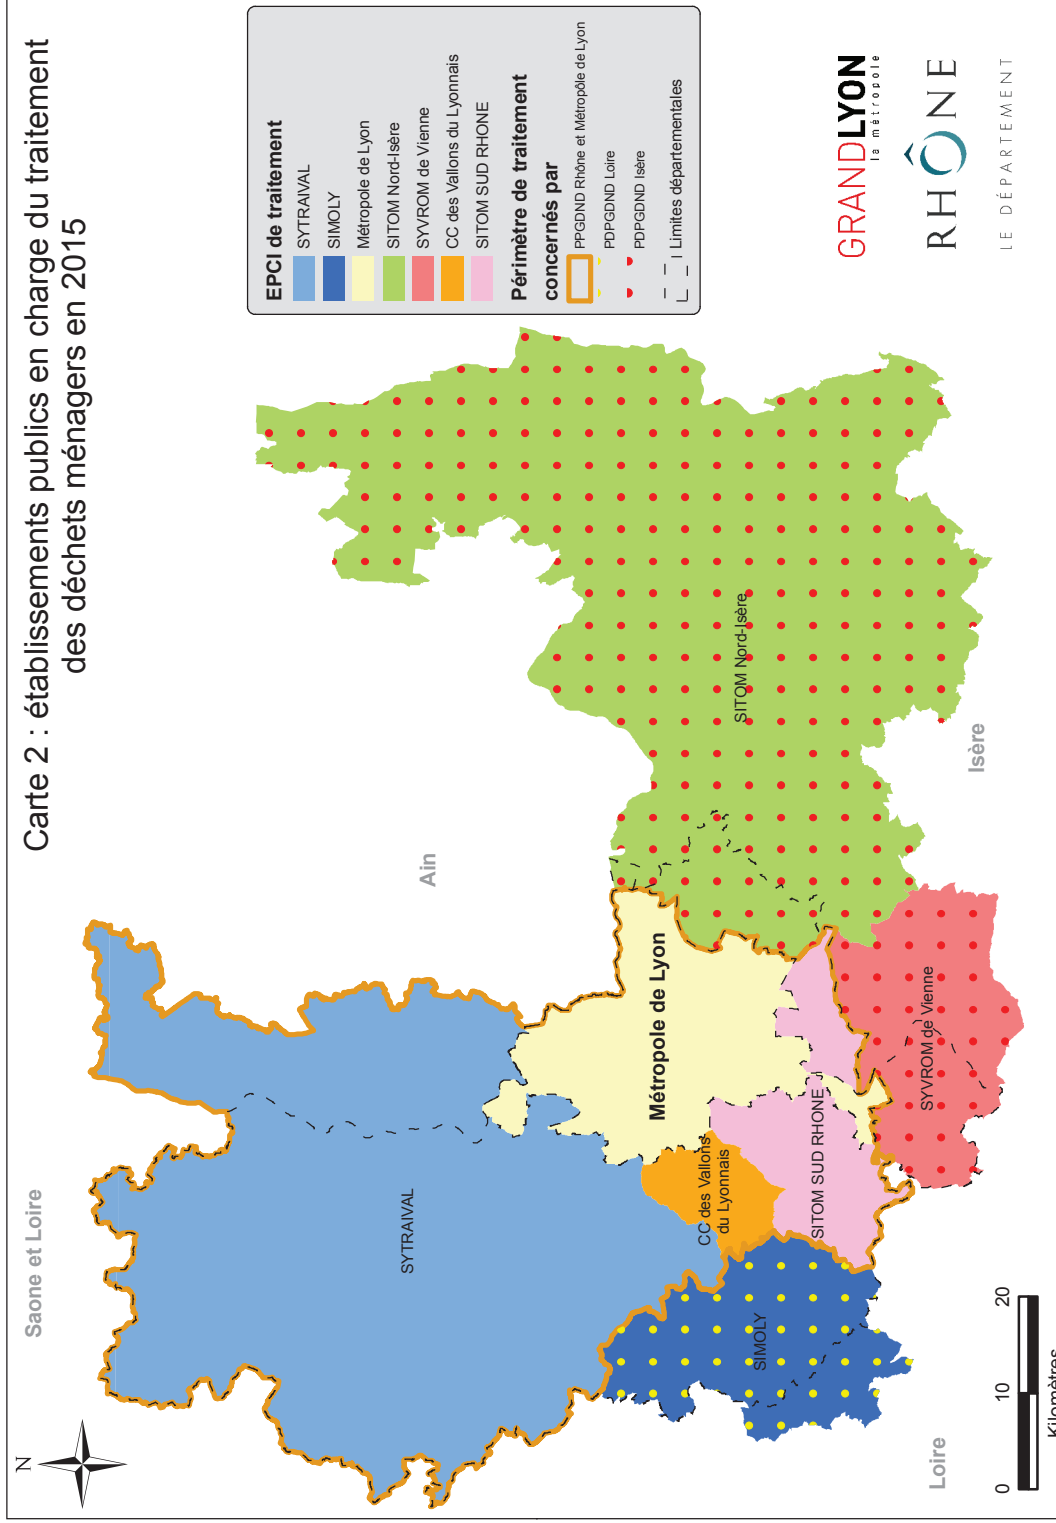 Carte 2 : établissements publics en charge du traitement
des déchets ménagers en 2015
N
Saone et Loire
Ain
Isère
Loire
SYTRAIVAL
Métropole de Lyon
CC des Vallons
du Lyonnais
SITOM SUD RHONE
SIMOLY
SYVROM de Vienne
SITOM Nord-Isère
EPCI de traitement
SYTRAIVAL
SIMOLY
Métropole de Lyon
SITOM Nord-Isère
SYVROM de Vienne
CC des Vallons du Lyonnais
SITOM SUD RHONE
Périmètre de traitement
concernés par
PPGDND Rhône et Métropôle de Lyon
PDPGDND Loire
PDPGDND Isère
Limites départementales
0 10 20
Kilomètres
GRANDLYON
la métropole
RHÔNE
LE DÉPARTEMENT